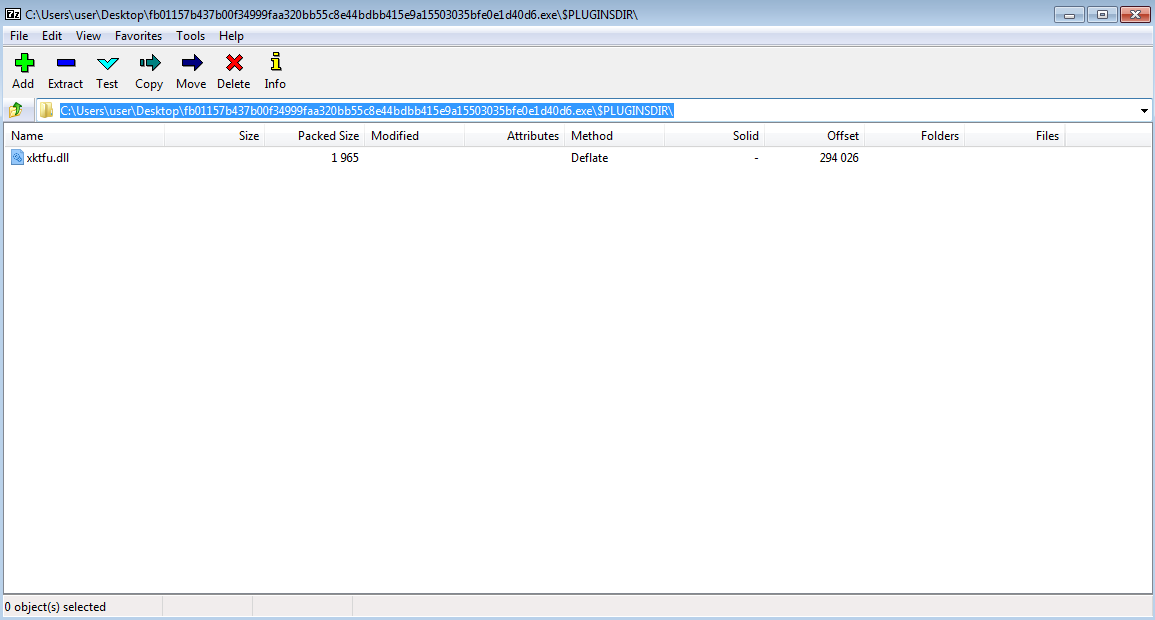 C:\Users\user\Desktop\fb01157b437b00f34999faa320bb55c8e44bdbb415e9a15503035bfe0e1d40d6.exe\$PLUGINSDIR\
File Edit View Favorites Tools Help
Add Extract Test Copy Move Delete Info
C:\Users\user\Desktop\fb01157b437b00f34999faa320bb55c8e44bdbb415e9a15503035bfe0e1d40d6.exe\$PLUGINSDIR\
Name Size Packed Size Modified Attributes Method Solid Offset Folders Files
xktfu.dll 1 965 Deflate - 294 026
0 object(s) selected